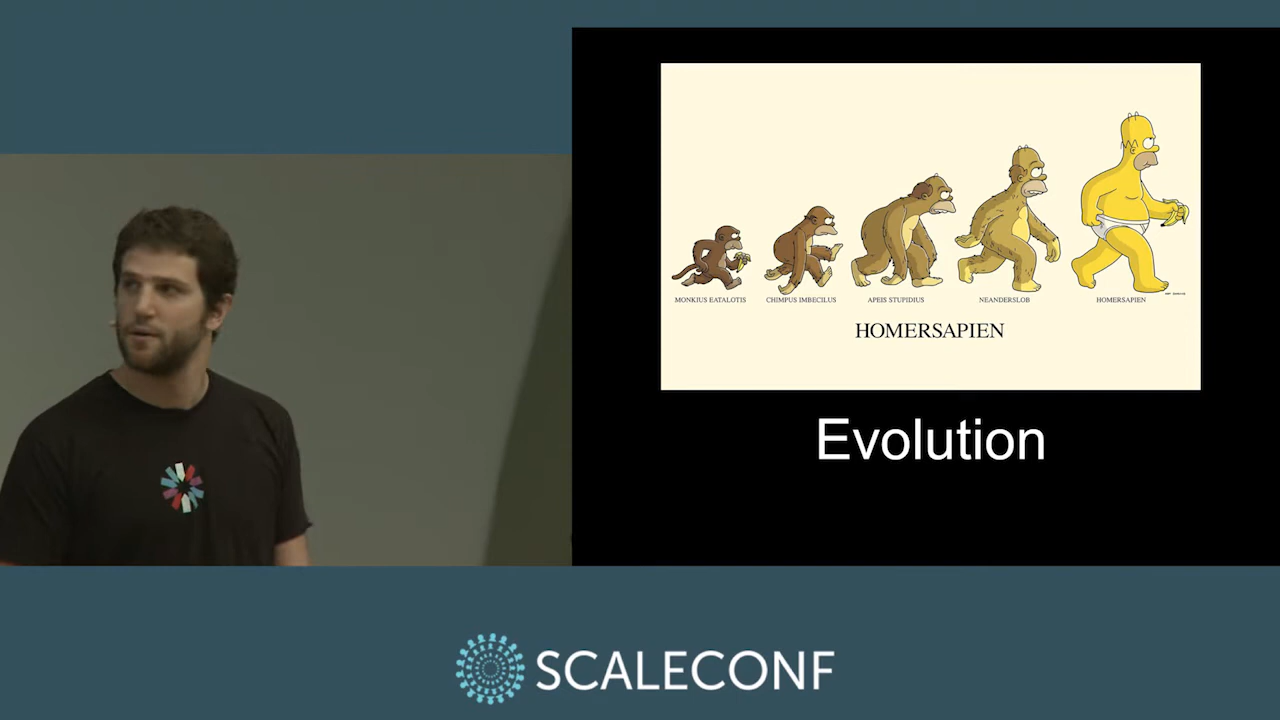 MONKIUS EATALOTIS
CHIMPUS IMBECILUS
APEIS STUPIDIUS
NEANDERSLOB
HOMERSAPIEN
HOMERSAPIEN
Evolution
SCALECONF